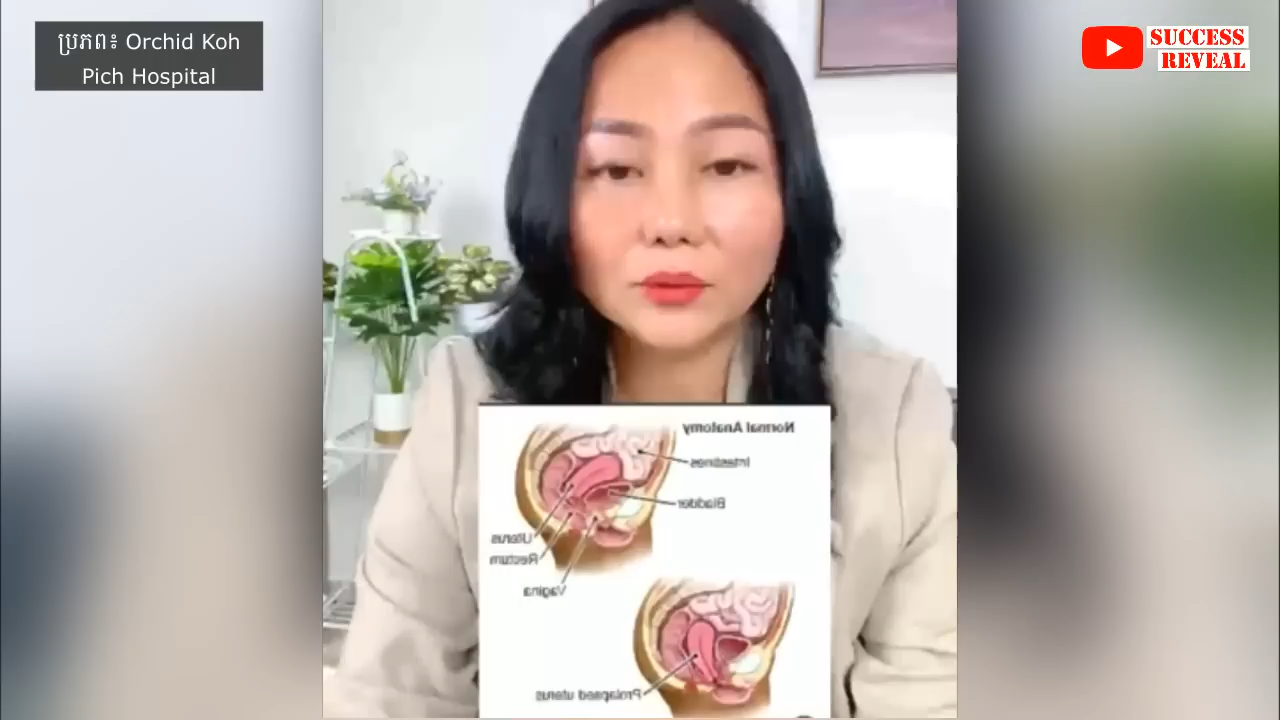 ប្រភព៖ Orchid Koh
Pich Hospital
SUCCESS
REVEAL
Normal Anatomy
Intestines
Bladder
Uterus
Rectum
Vagina
Prolapsed uterus